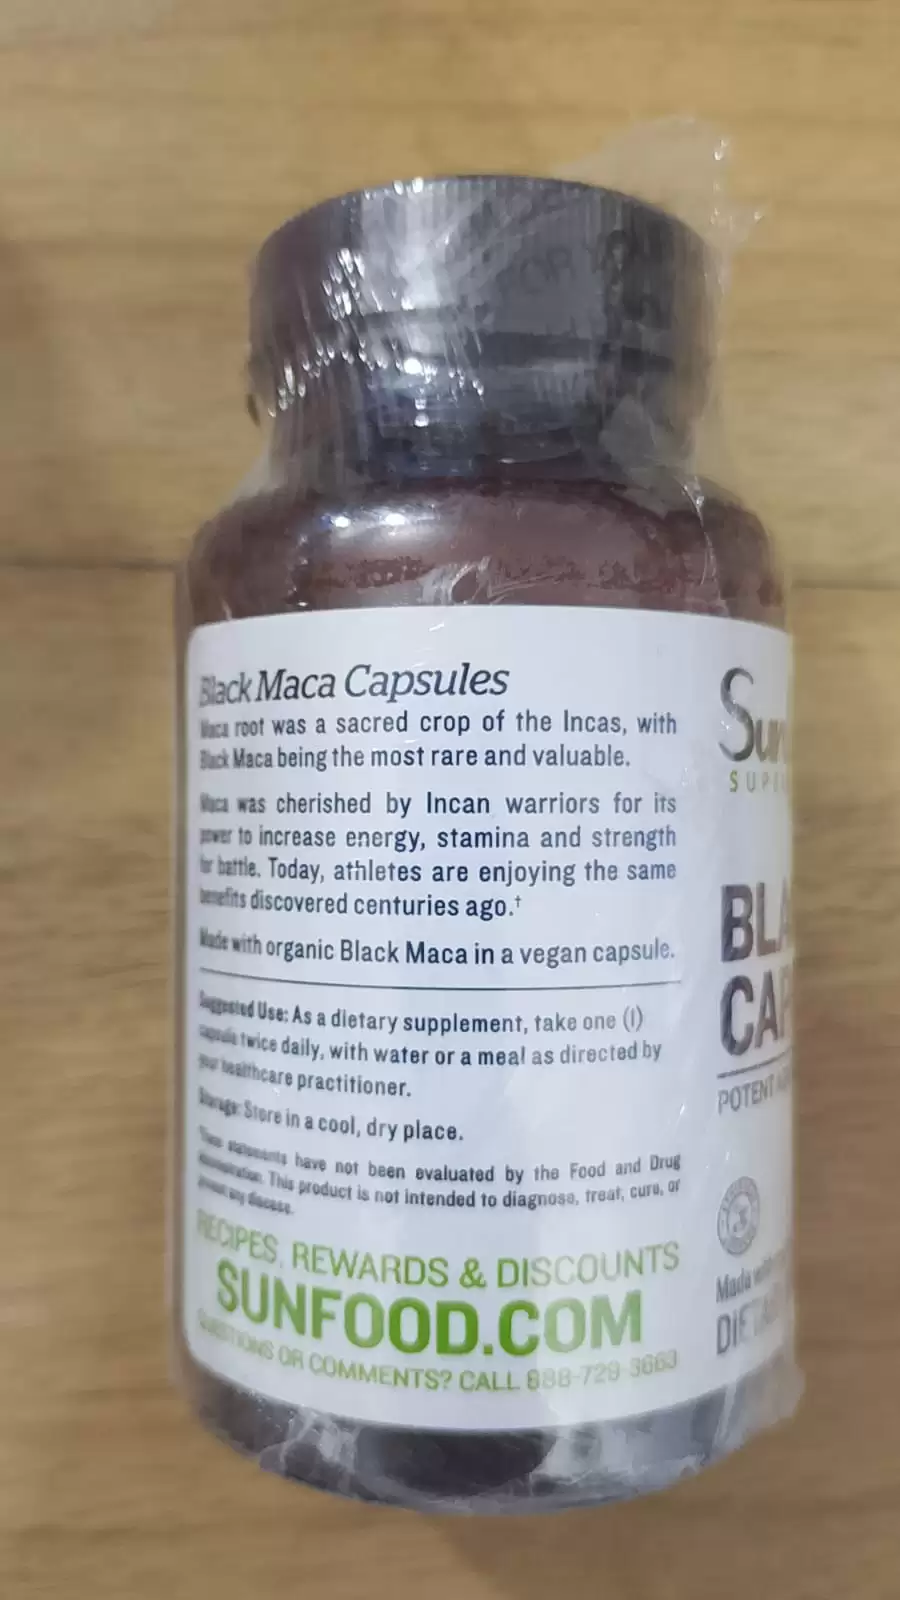 Black Maca Capsules
Maca root was a sacred crop of the Incas, with
Black Maca being the most rare and valuable.
Maca was cherished by Incan warriors for its
power to increase energy, stamina and strength
for battle. Today, athletes are enjoying the same
benefits discovered centuries ago.†
Made with organic Black Maca in a vegan capsule.
Suggested Use: As a dietary supplement, take one (1)
capsule twice daily, with water or a meal as directed by
your healthcare practitioner.
Storage: Store in a cool, dry place.
†These statements have not been evaluated by the Food and Drug
Administration. This product is not intended to diagnose, treat, cure, or
prevent any disease.
RECIPES, REWARDS & DISCOUNTS
SUNFOOD.COM
QUESTIONS OR COMMENTS? CALL 888-729-3663
Sun
SUPE
BLA
CAP
POTENT
Made with
DIETA